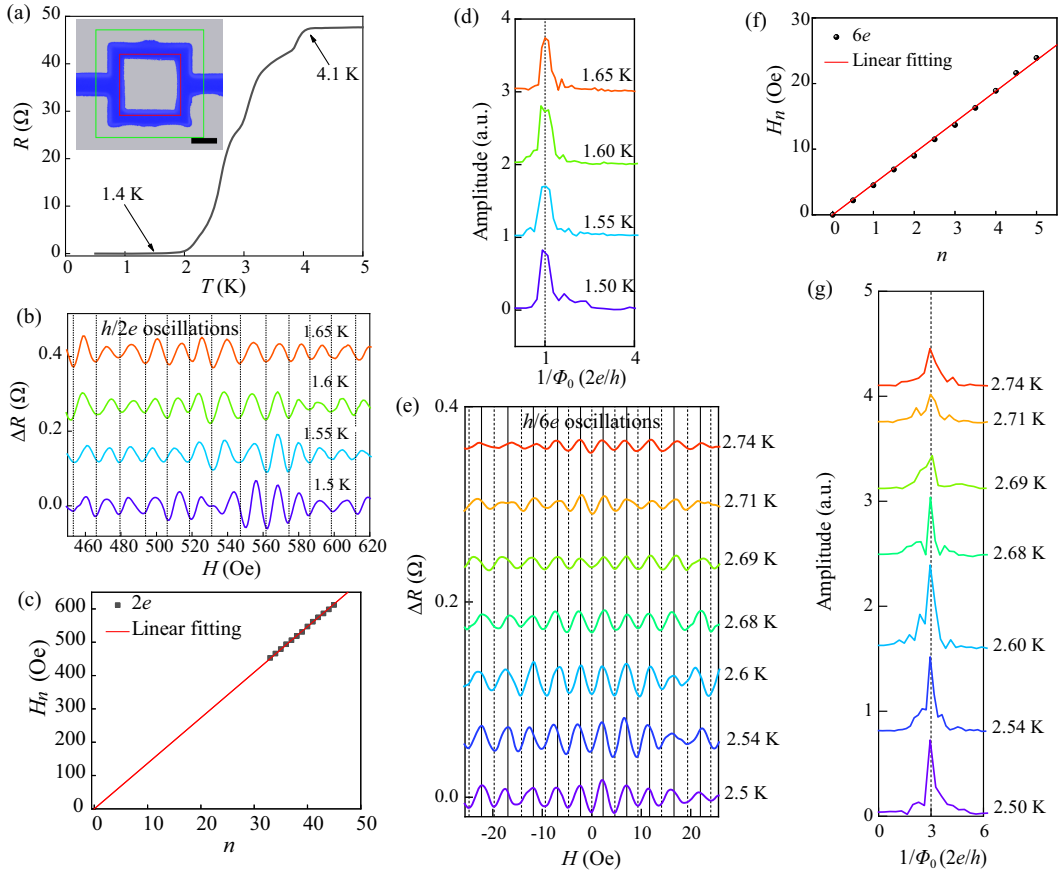 (a)
50
40
30
20
10
0
R (Ω)
4.1 K
1.4 K
0 1 2 3 4 5
T (K)
(b)
h/2e oscillations
1.65 K
1.6 K
1.55 K
1.5 K
0.4
0.2
0.0
ΔR (Ω)
460 480 500 520 540 560 580 600 620
H (Oe)
(c)
2e
Linear fitting
600
500
400
300
200
100
0
H_n (Oe)
0 10 20 30 40 50
n
(d)
4
3
2
1
0
Amplitude (a.u.)
1.65 K
1.60 K
1.55 K
1.50 K
1 4
1/Φ₀ (2e/h)
(e)
h/6e oscillations
0.4
0.2
0.0
ΔR (Ω)
2.74 K
2.71 K
2.69 K
2.68 K
2.6 K
2.54 K
2.5 K
-20 -10 0 10 20
H (Oe)
(f)
6e
Linear fitting
30
20
10
0
H_n (Oe)
0 1 2 3 4 5
n
(g)
5
4
3
2
1
0
Amplitude (a.u.)
2.74 K
2.71 K
2.69 K
2.68 K
2.60 K
2.54 K
2.50 K
0 3 6
1/Φ₀ (2e/h)